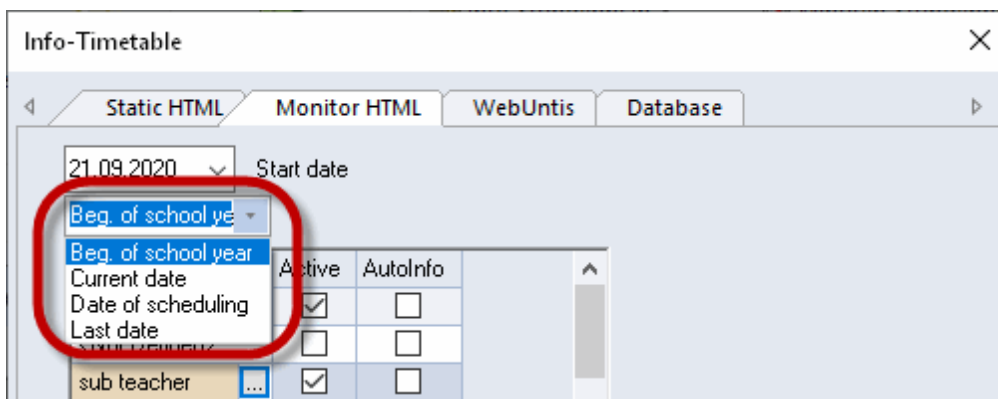 Info-Timetable
Static HTML Monitor HTML WebUntis Database
21.09.2020 Start date
Beg. of school ye
Beg. of school year
Current date
Date of scheduling
Last date
Active AutoInfo
sub teacher ...